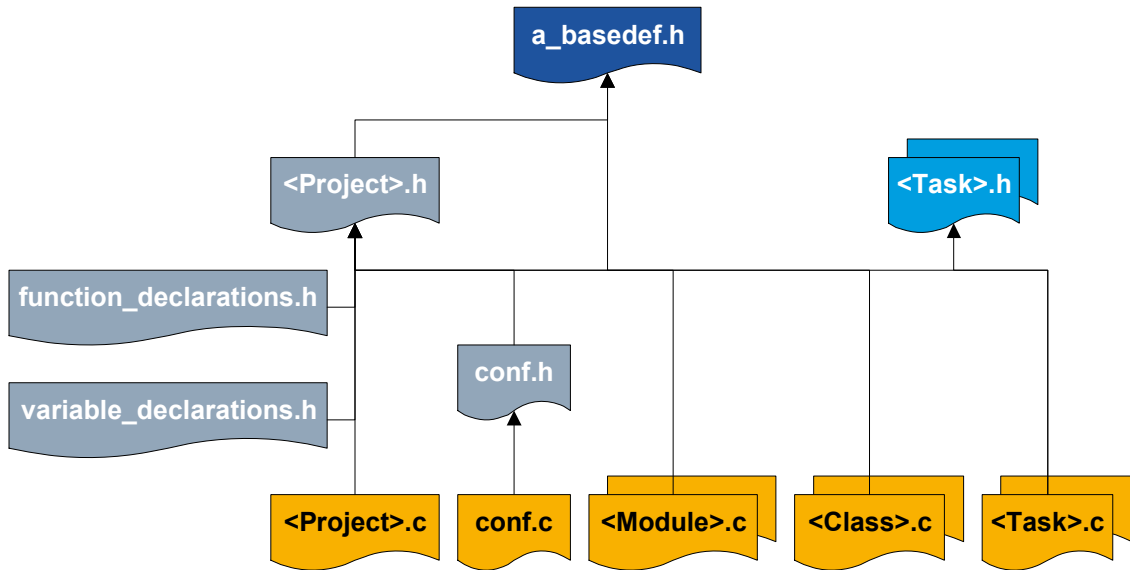 a_basedef.h
<Project>.h
<Task>.h
function_declarations.h
conf.h
variable_declarations.h
<Project>.c
conf.c
<Module>.c
<Class>.c
<Task>.c